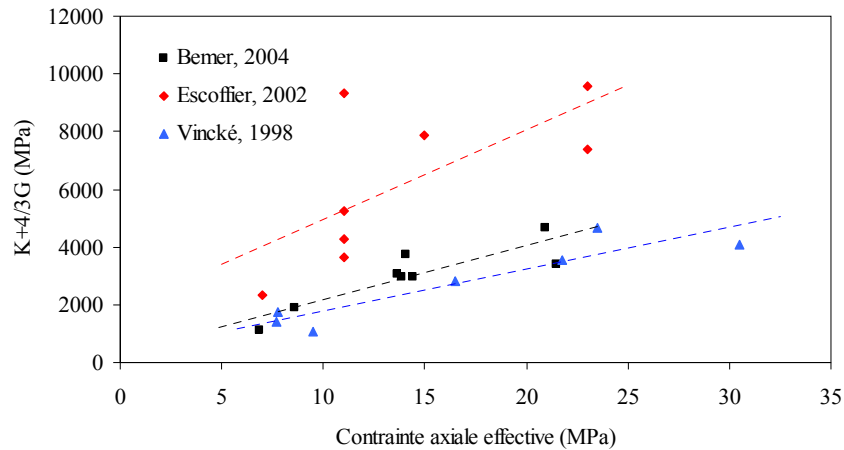 12000
10000
8000
6000
4000
2000
0
K+4/3G (MPa)
Bemer, 2004
Escoffier, 2002
Vincké, 1998
0 5 10 15 20 25 30 35
Contrainte axiale effective (MPa)